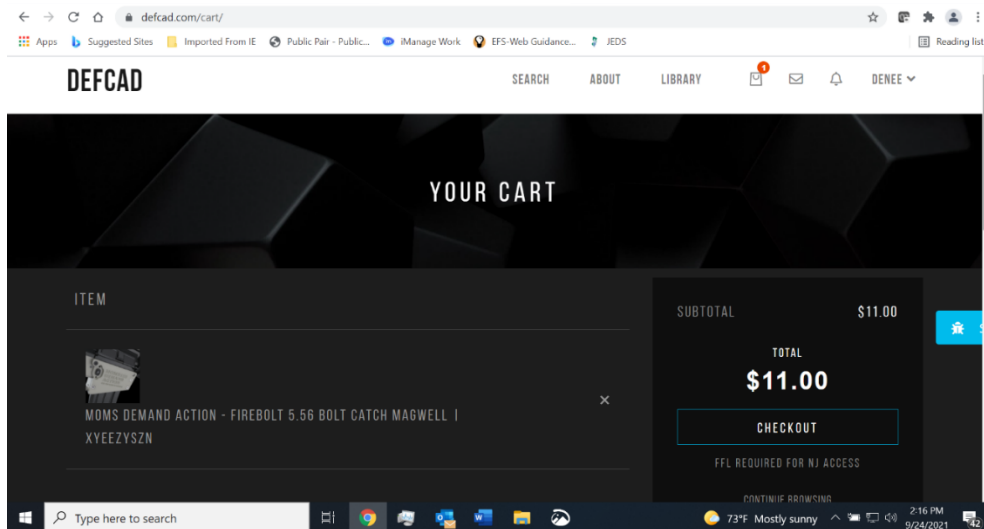 defcad.com/cart/
Apps Suggested Sites Imported From IE Public Pair - Public... iManage Work EFS-Web Guidance... JEDS Reading list
DEFCAD SEARCH ABOUT LIBRARY 1 DENEE
YOUR CART
ITEM
SUBTOTAL $11.00
TOTAL
$11.00
MOMS DEMAND ACTION - FIREBOLT 5.56 BOLT CATCH MAGWELL |
XYEEZYSZN
CHECKOUT
FFL REQUIRED FOR NJ ACCESS
CONTINUE BROWSING
Type here to search 73°F Mostly sunny 2:16 PM
9/24/2021 42